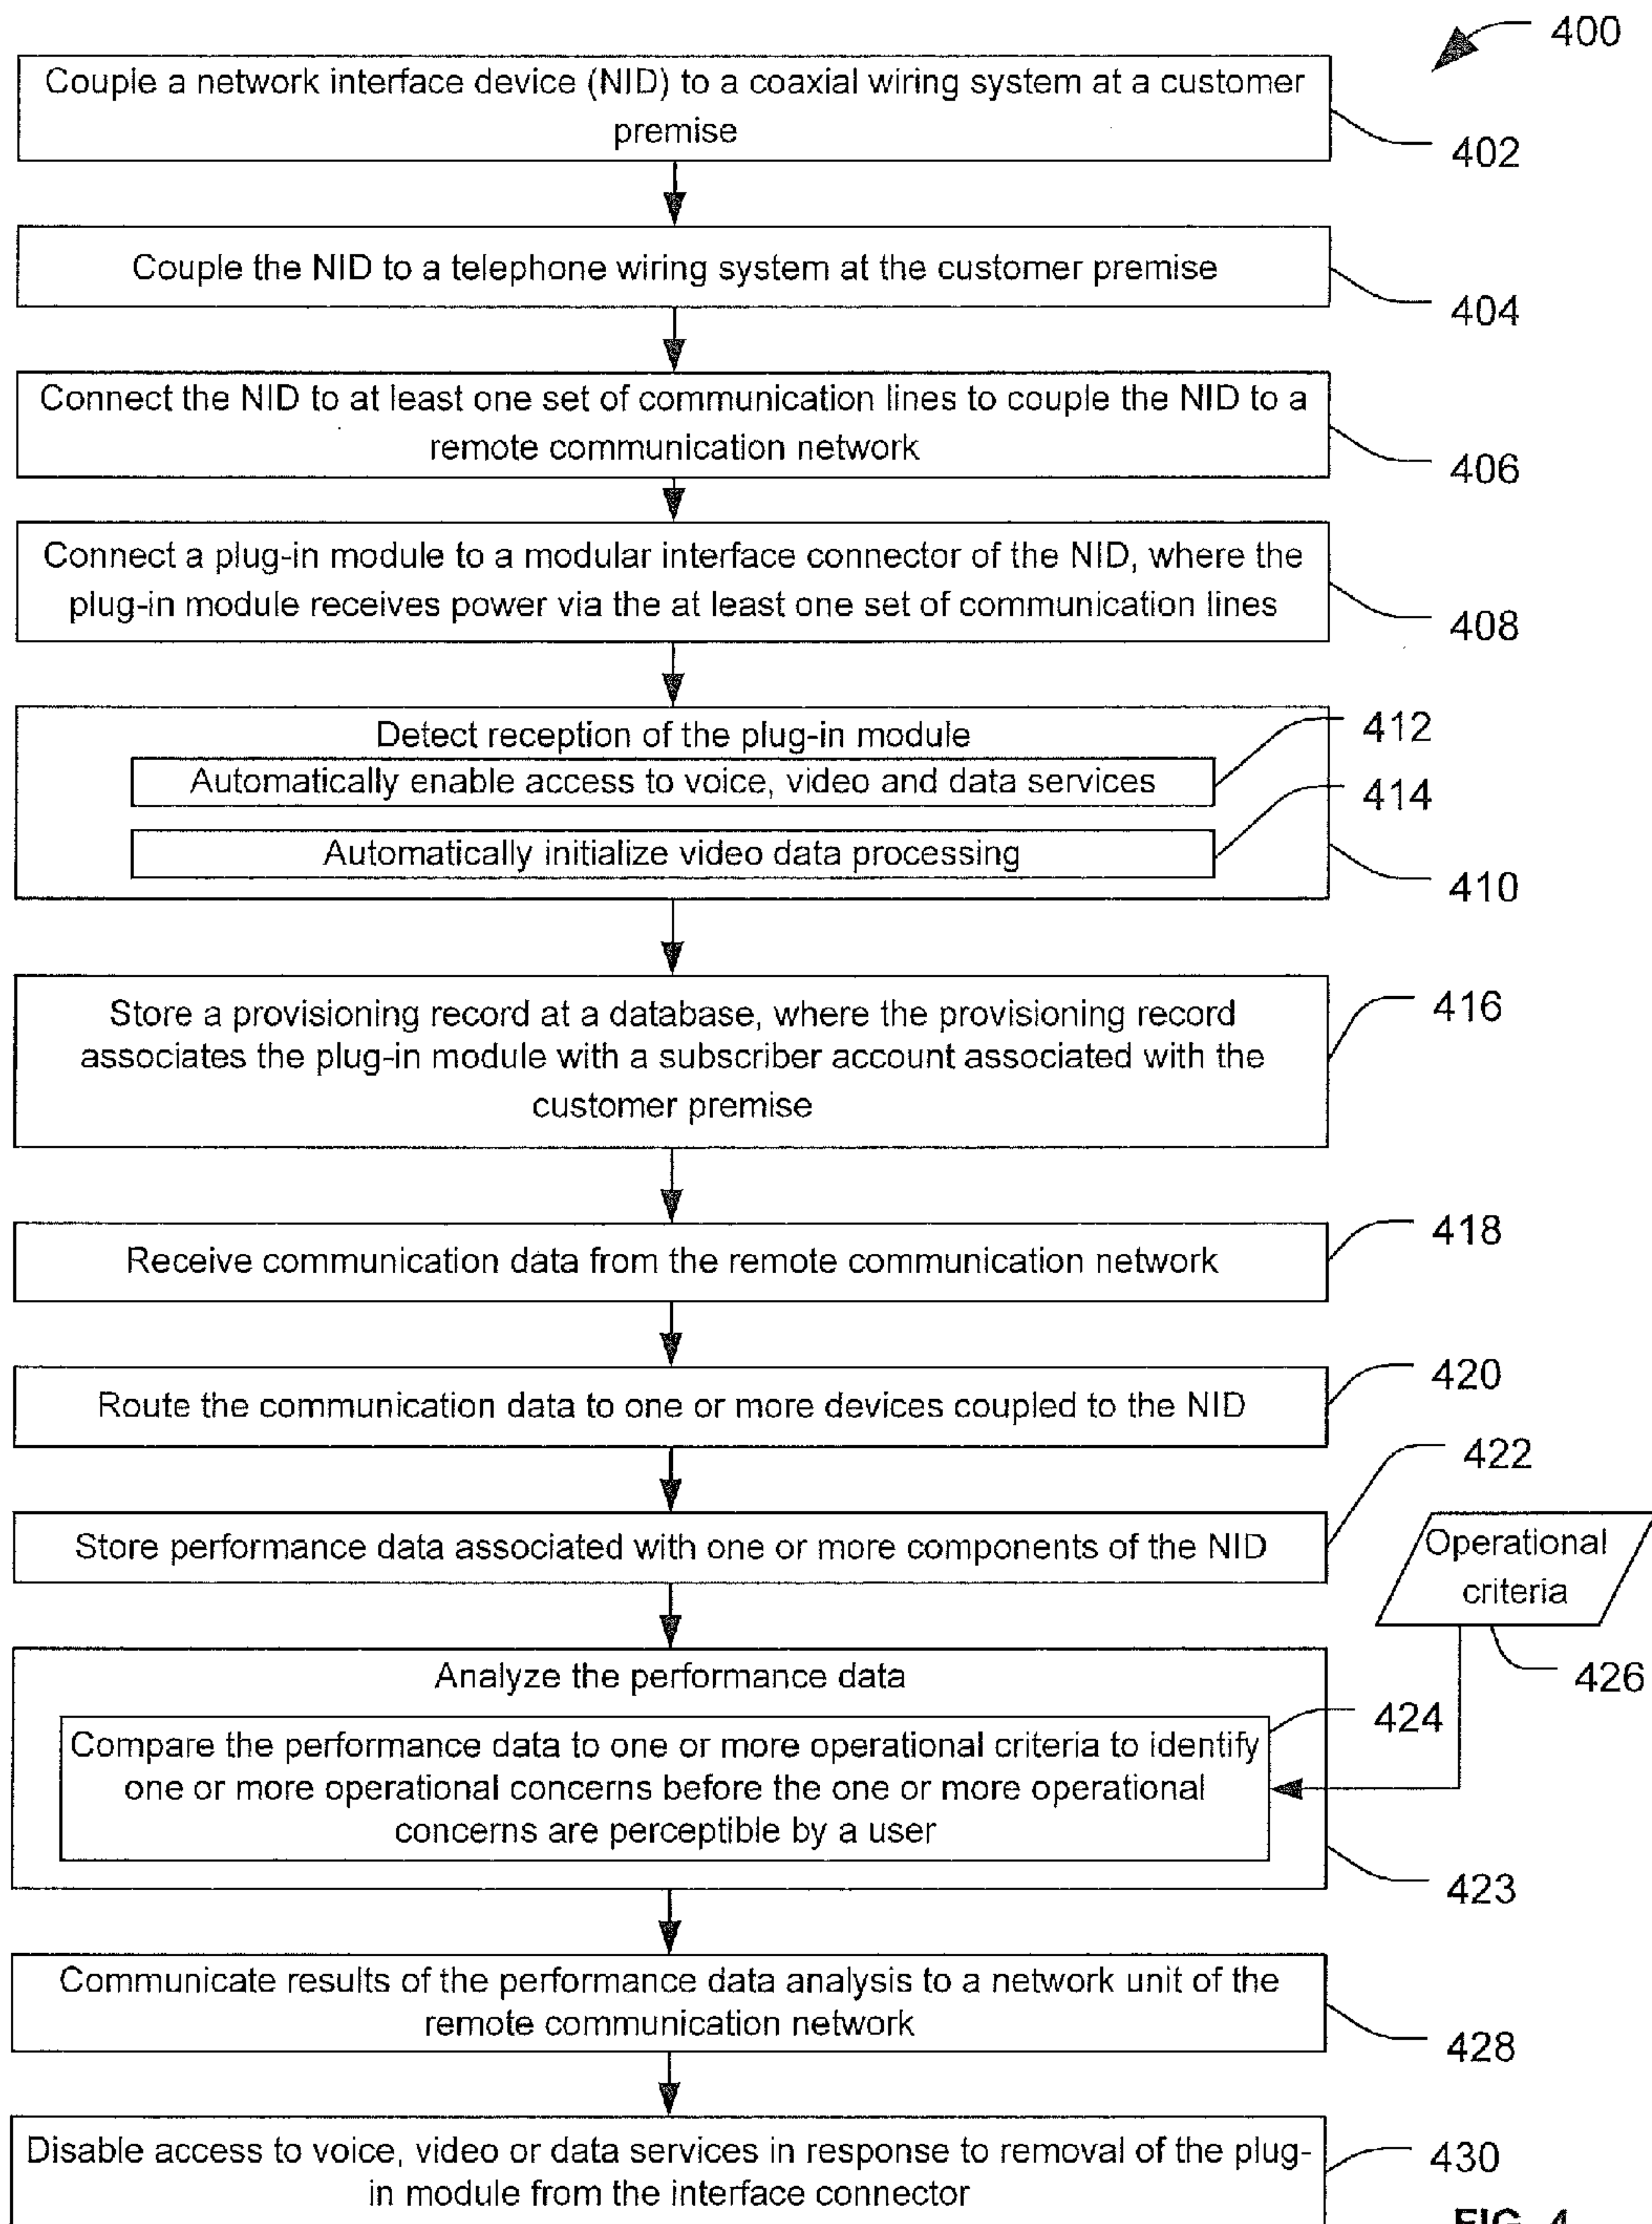 400
Couple a network interface device (NID) to a coaxial wiring system at a customer
premise
402
Couple the NID to a telephone wiring system at the customer premise
404
Connect the NID to at least one set of communication lines to couple the NID to a
remote communication network
406
Connect a plug-in module to a modular interface connector of the NID, where the
plug-in module receives power via the at least one set of communication lines
408
Detect reception of the plug-in module
412
Automatically enable access to voice, video and data services
414
Automatically initialize video data processing
410
Store a provisioning record at a database, where the provisioning record
associates the plug-in module with a subscriber account associated with the
customer premise
416
Receive communication data from the remote communication network
418
Route the communication data to one or more devices coupled to the NID
420
422
Store performance data associated with one or more components of the NID
Operational
criteria
426
Analyze the performance data
424
Compare the performance data to one or more operational criteria to identify
one or more operational concerns before the one or more operational
concerns are perceptible by a user
423
Communicate results of the performance data analysis to a network unit of the
remote communication network
428
Disable access to voice, video or data services in response to removal of the plug-
in module from the interface connector
430
FIG. 4